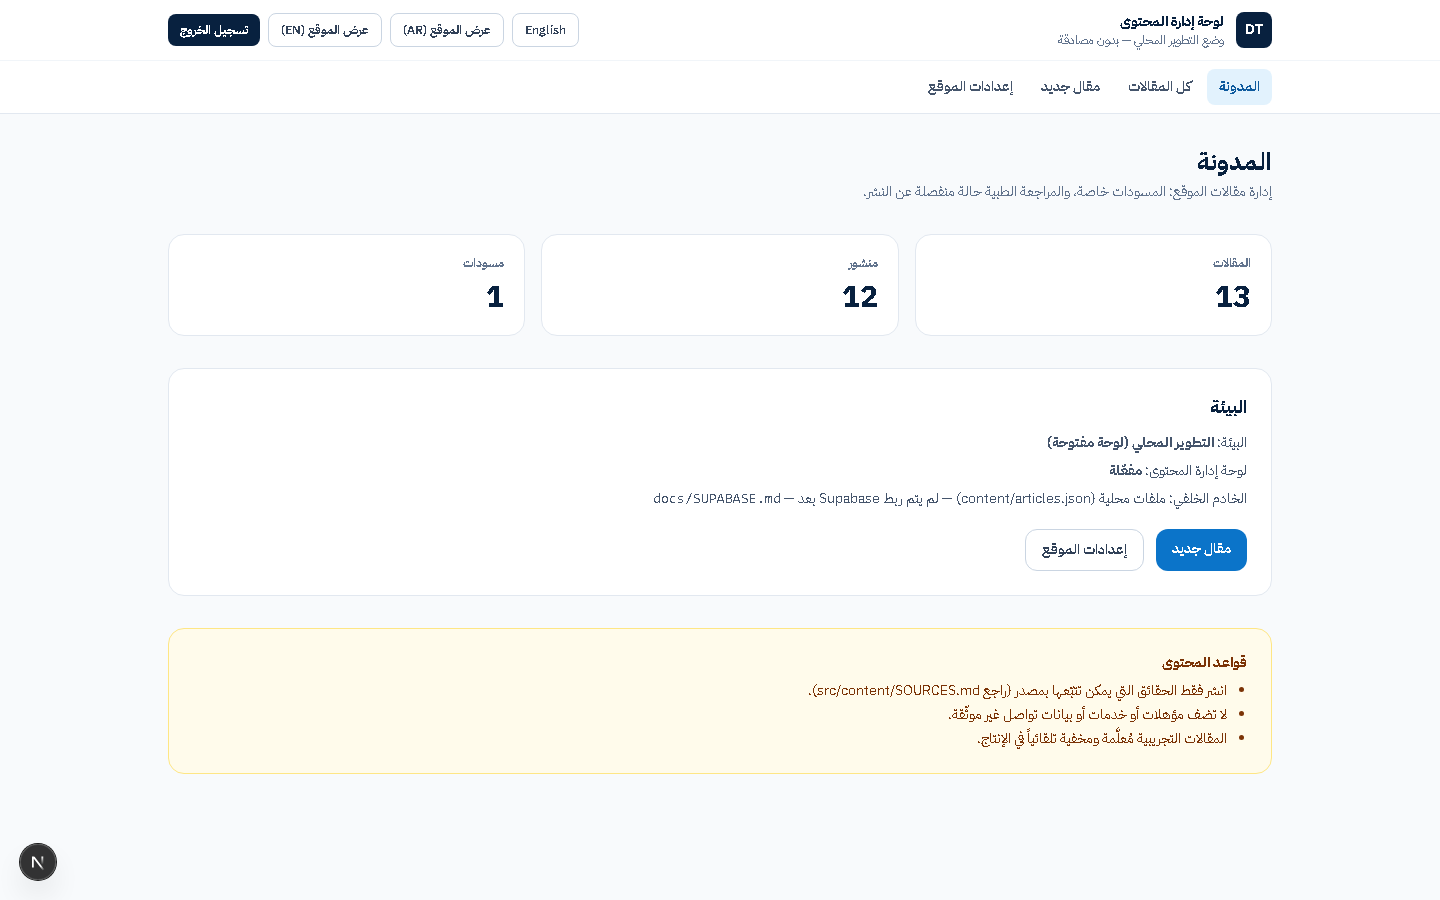 DT
لوحة إدارة المحتوى
وضع التطوير المحلي — بدون مصادقة
English
عرض الموقع (AR)
عرض الموقع (EN)
تسجيل الخروج
المدونة
كل المقالات
مقال جديد
إعدادات الموقع
المدونة
إدارة مقالات الموقع: المسودات خاصة، والمراجعة الطبية حالة منفصلة عن النشر.
المقالات
13
منشور
12
مسودات
1
البيئة
البيئة: التطوير المحلي (لوحة مفتوحة)
لوحة إدارة المحتوى: مفعّلة
الخادم الخلفي: ملفات محلية (content/articles.json) — لم يتم ربط Supabase بعد — docs/SUPABASE.md
مقال جديد
إعدادات الموقع
قواعد المحتوى
انشر فقط الحقائق التي يمكن تتبّعها بمصدر (راجع src/content/SOURCES.md).
لا تضف مؤهلات أو خدمات أو بيانات تواصل غير موثّقة.
المقالات التجريبية مُعلَّمة ومخفية تلقائياً في الإنتاج.
N